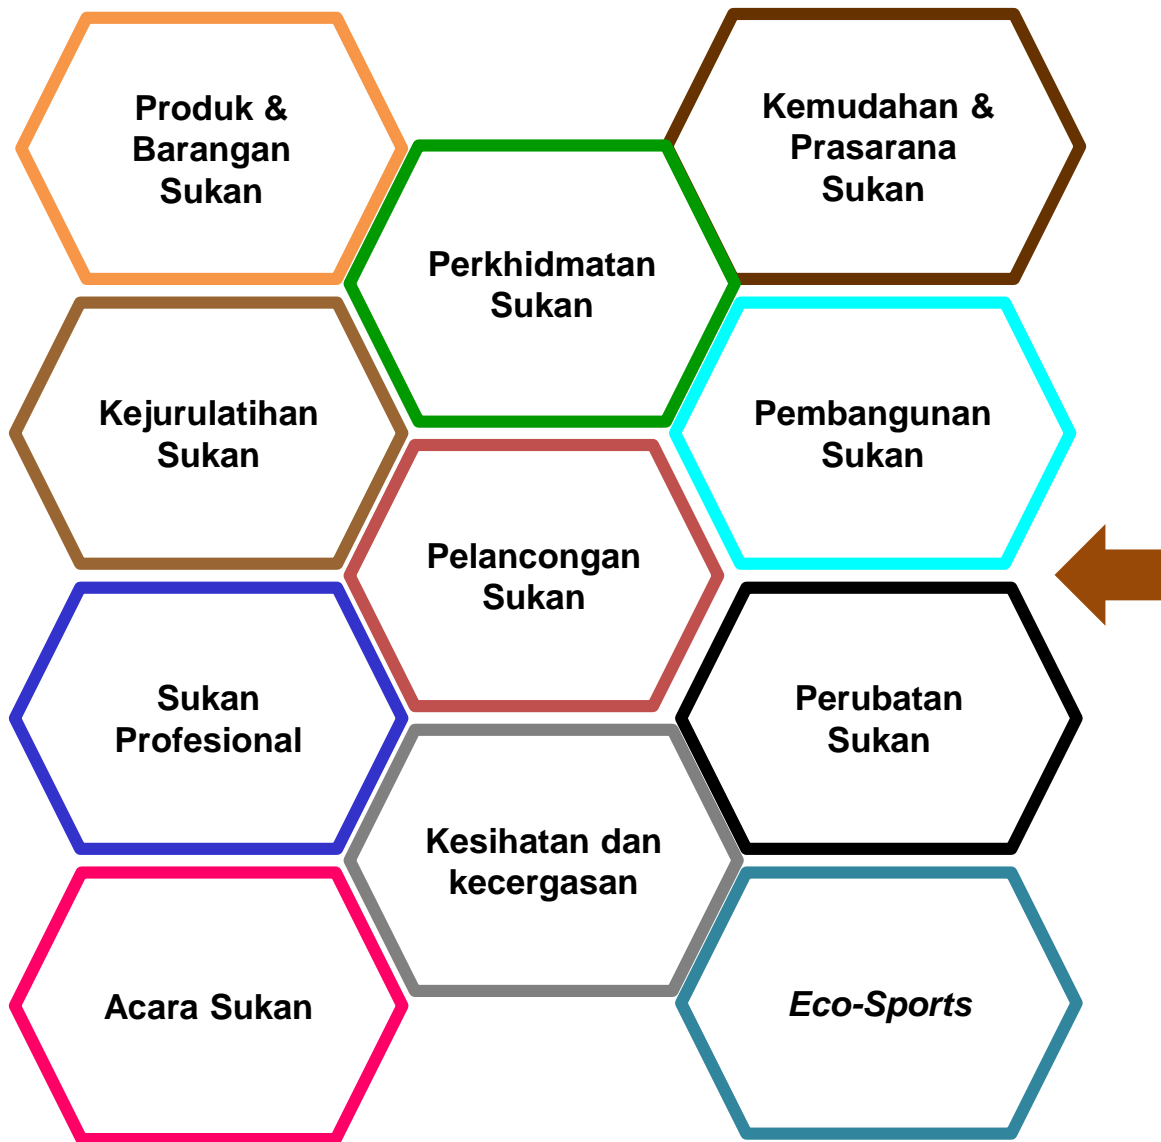 Produk &
Barangan
Sukan
Kemudahan &
Prasarana
Sukan
Perkhidmatan
Sukan
Kejurulatihan
Sukan
Pembangunan
Sukan
Pelancongan
Sukan
Sukan
Profesional
Perubatan
Sukan
Kesihatan dan
kecergasan
Acara Sukan
Eco-Sports